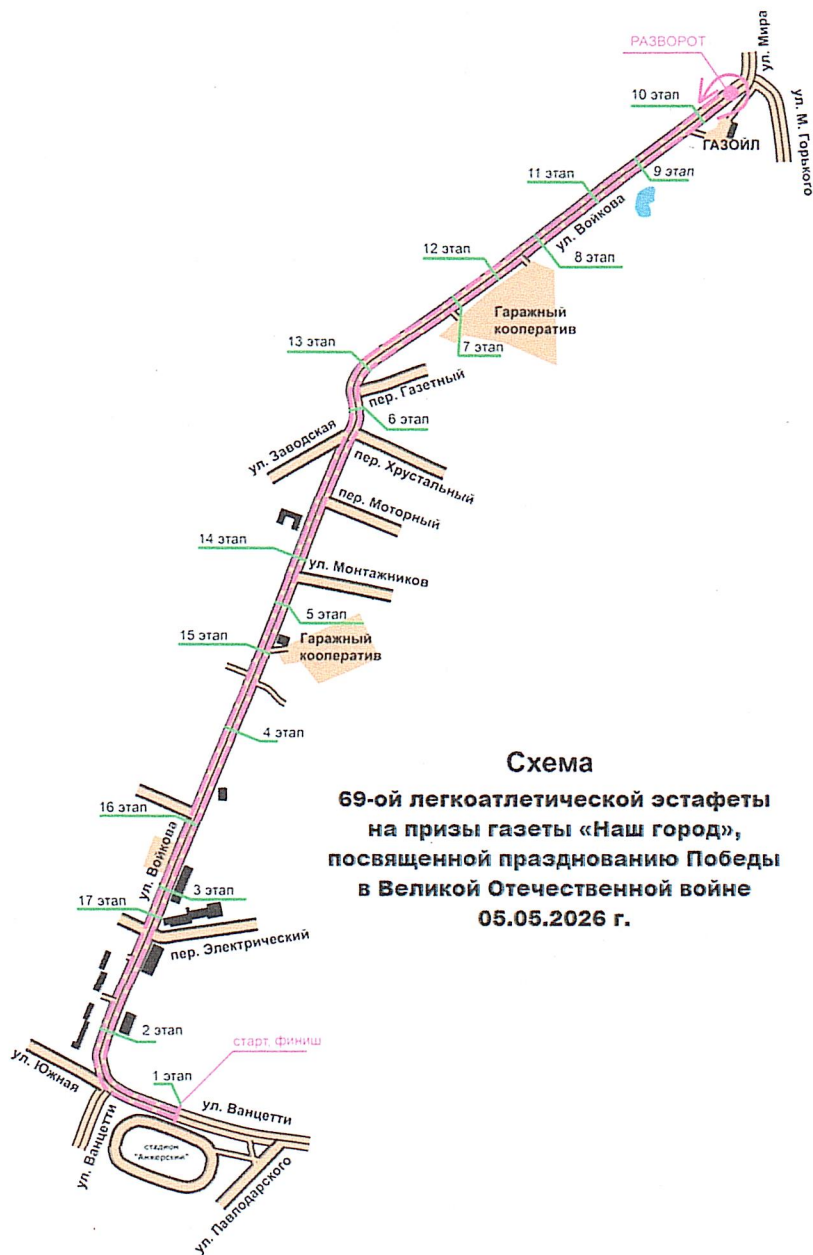 РАЗВОРОТ
ул. Мира
10 этап
ул. М. Горького
ГАЗОЙЛ
9 этап
11 этап
ул. Войкова
8 этап
12 этап
Гаражный
кооператив
13 этап
7 этап
пер. Газетный
6 этап
ул. Заводская
пер. Хрустальный
пер. Моторный
14 этап
ул. Монтажников
5 этап
15 этап
Гаражный
кооператив
4 этап
Схема
69-ой легкоатлетической эстафеты
на призы газеты «Наш город»,
посвященной празднованию Победы
в Великой Отечественной войне
05.05.2026 г.
16 этап
ул. Войкова
3 этап
17 этап
пер. Электрический
2 этап
старт, финиш
ул. Южная
1 этап
ул. Ванцетти
ул. Ванцетти
стадион
"Анжерский"
ул. Павлодарского